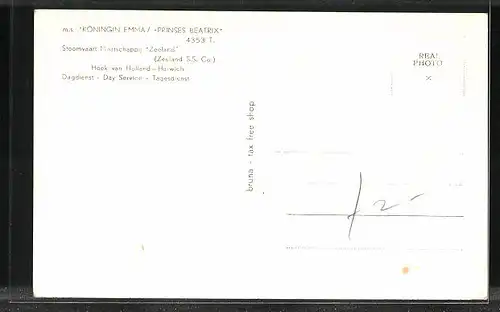 m.s. "KONINGIN EMMA / "PRINSES BEATRIX"
4353 T.
Stoomvaart Maatschappij "Zeeland"
(Zeeland S.S. Co.)
Hoek van Holland - Harwich
Dagdienst - Day Service - Tagesdienst
REAL
PHOTO
bruna - tax free shop